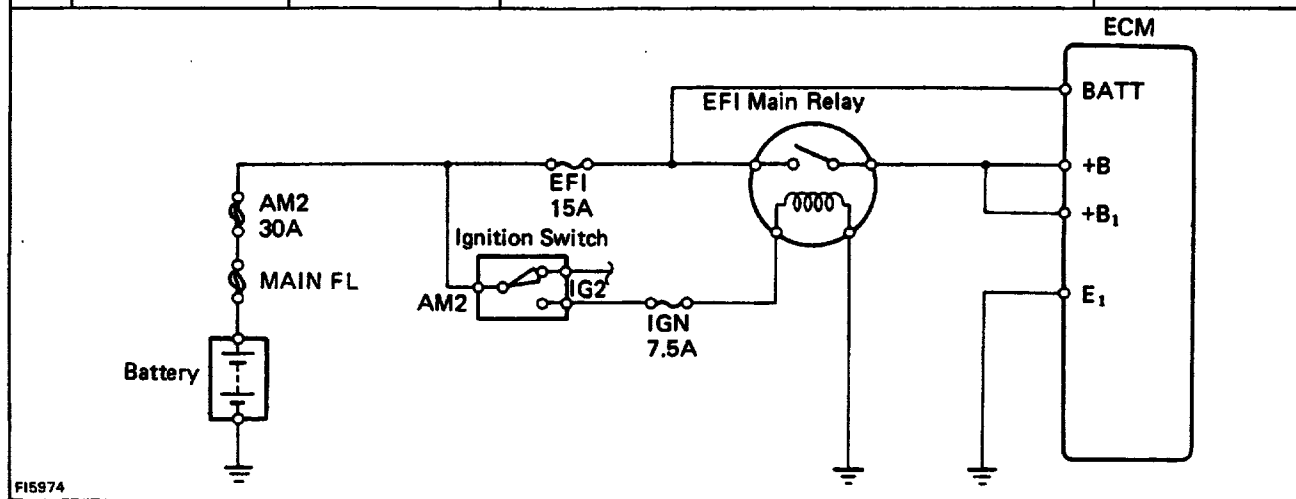 ECM
BATT
EFI Main Relay
+B
EFI
15A
AM2
30A
+B₁
Ignition Switch
MAIN FL
IG2
AM2
E₁
IGN
7.5A
Battery
FI5974